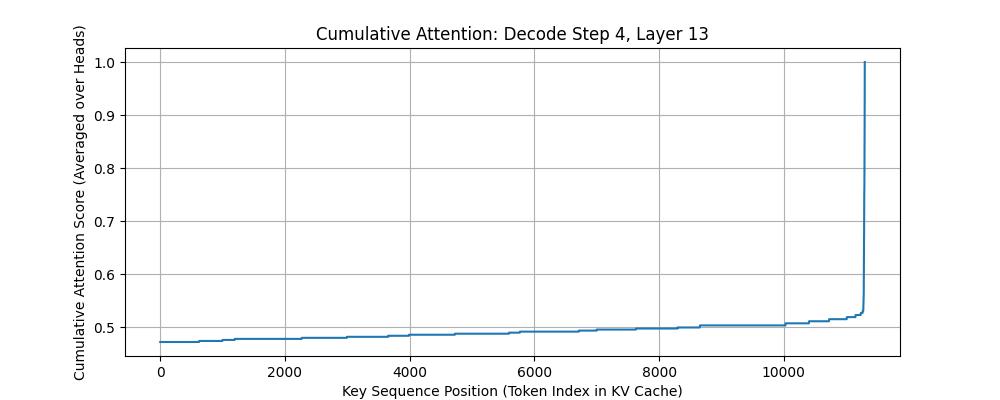 Cumulative Attention: Decode Step 4, Layer 13
Cumulative Attention Score (Averaged over Heads)
1.0
0.9
0.8
0.7
0.6
0.5
0 2000 4000 6000 8000 10000
Key Sequence Position (Token Index in KV Cache)